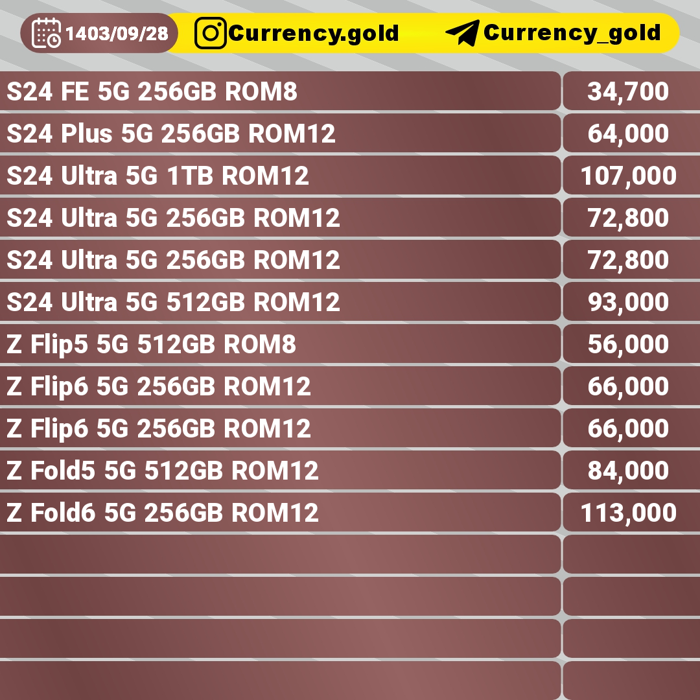 1403/09/28 Currency.gold Currency_gold
S24 FE 5G 256GB ROM8 34,700
S24 Plus 5G 256GB ROM12 64,000
S24 Ultra 5G 1TB ROM12 107,000
S24 Ultra 5G 256GB ROM12 72,800
S24 Ultra 5G 256GB ROM12 72,800
S24 Ultra 5G 512GB ROM12 93,000
Z Flip5 5G 512GB ROM8 56,000
Z Flip6 5G 256GB ROM12 66,000
Z Flip6 5G 256GB ROM12 66,000
Z Fold5 5G 512GB ROM12 84,000
Z Fold6 5G 256GB ROM12 113,000